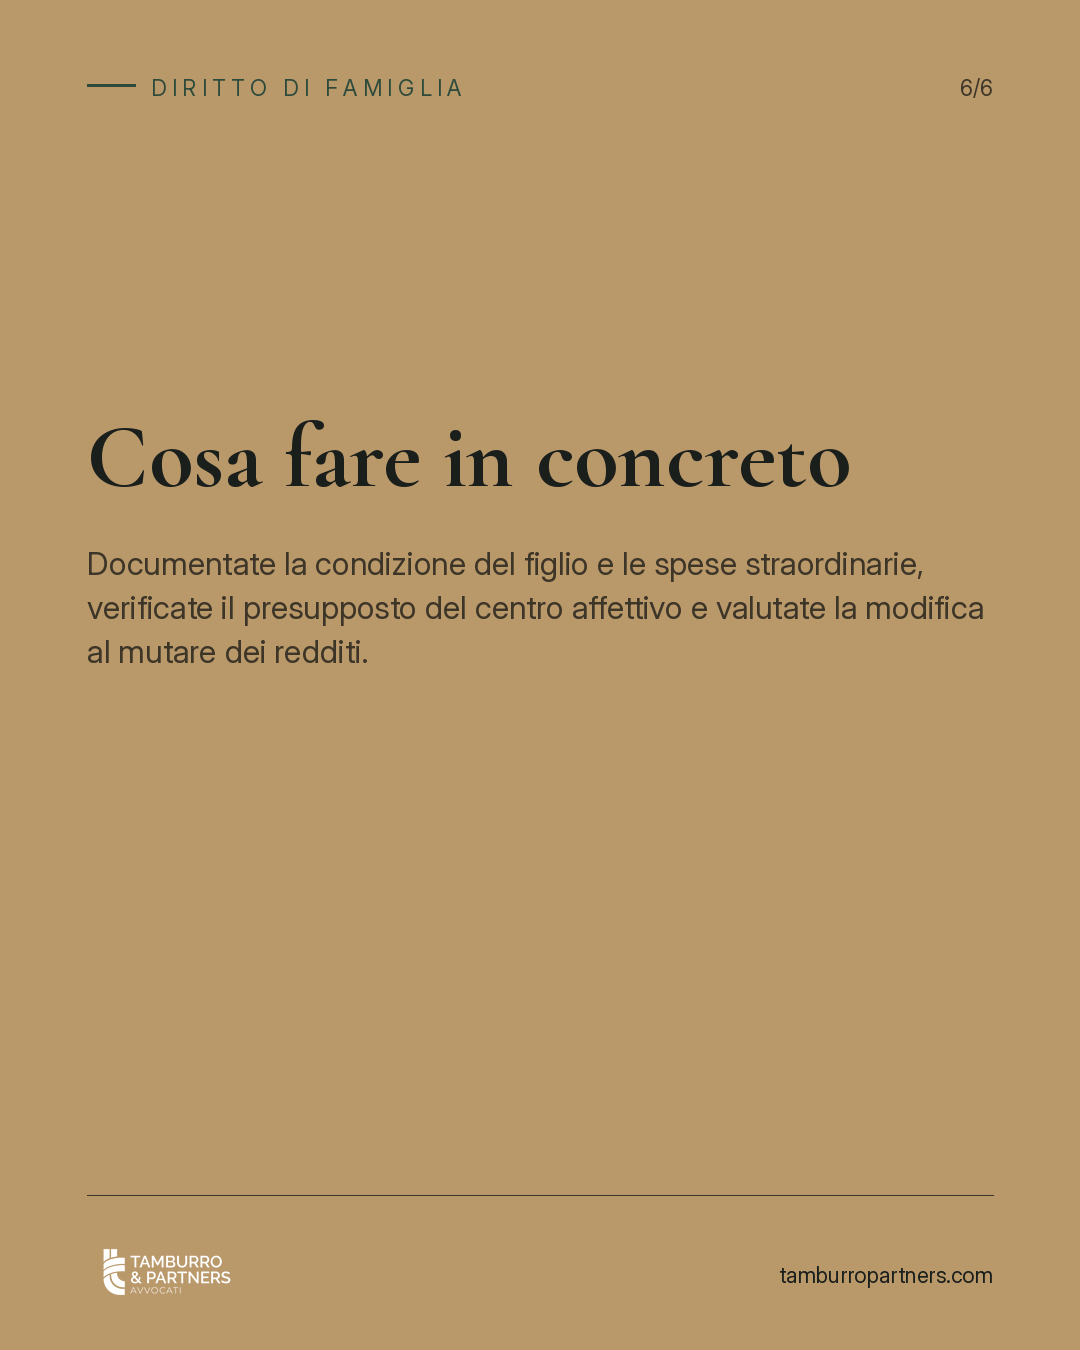 DIRITTO DI FAMIGLIA
6/6
Cosa fare in concreto
Documentate la condizione del figlio e le spese straordinarie,
verificate il presupposto del centro affettivo e valutate la modifica
al mutare dei redditi.
TAMBURRO
& PARTNERS
AVVOCATI
tamburropartners.com